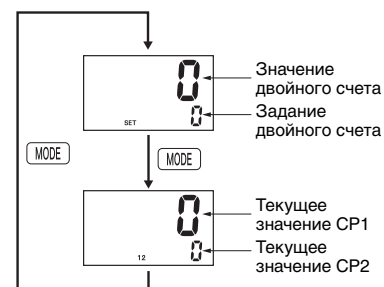 0
Значение
двойного счета
SET 0
Задание
двойного счета
MODE
MODE
0
Текущее
значение CP1
12 0
Текущее
значение CP2